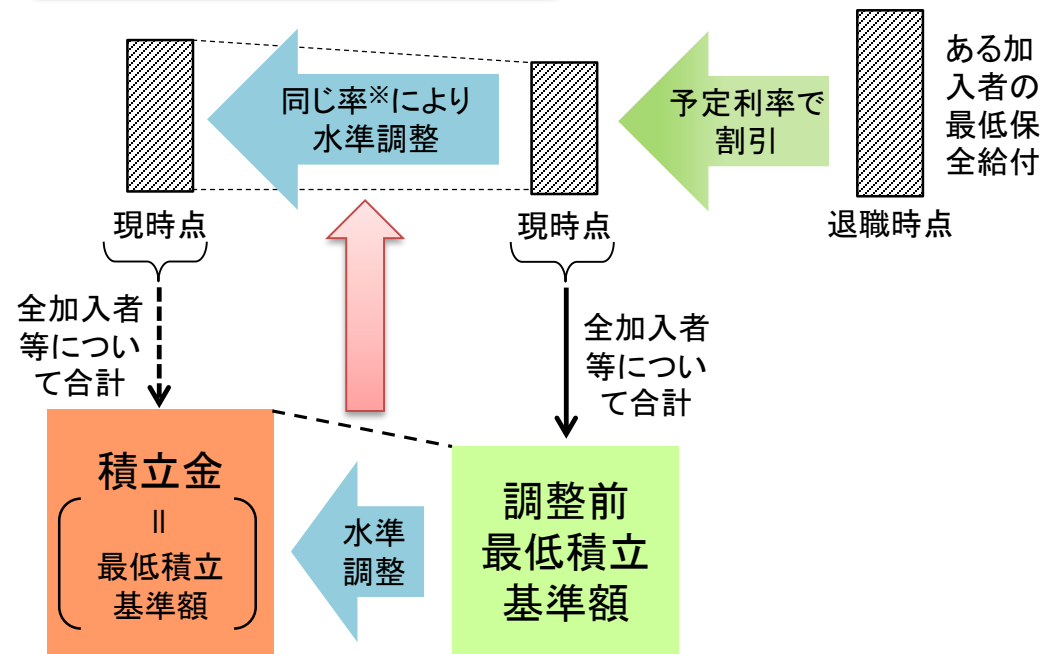 同じ率※により
水準調整
予定利率で
割引
ある加
入者の
最低保
全給付
現時点
現時点
退職時点
全加入者
等につい
て合計
全加入者
等につい
て合計
積立金
＝
最低積立
基準額
水準
調整
調整前
最低積立
基準額